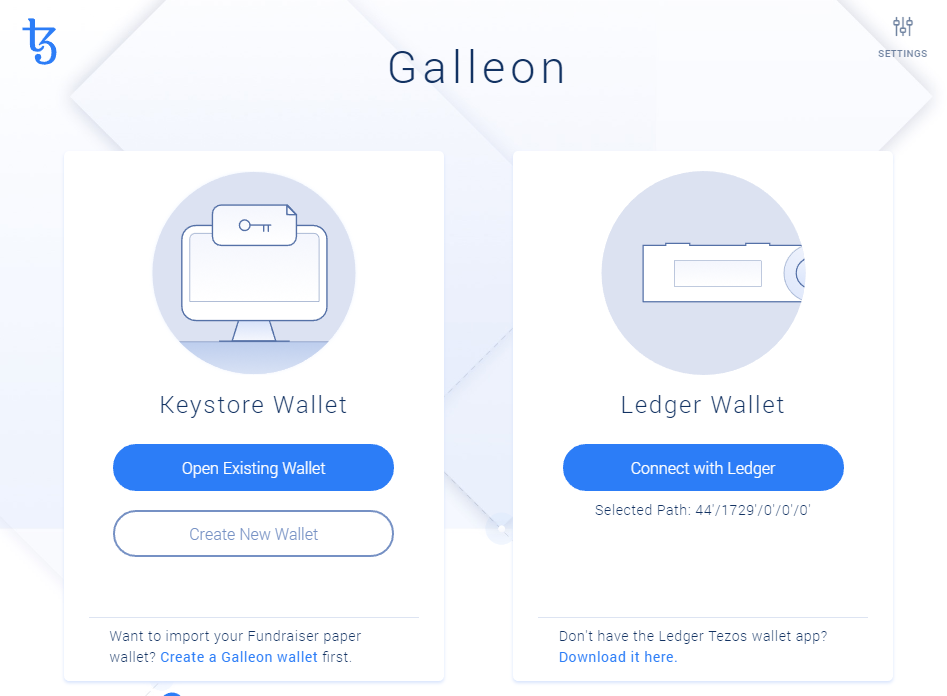 Galleon
SETTINGS
Keystore Wallet
Open Existing Wallet
Create New Wallet
Want to import your Fundraiser paper
wallet? Create a Galleon wallet first.
Ledger Wallet
Connect with Ledger
Selected Path: 44'/1729'/0'/0'/0'
Don't have the Ledger Tezos wallet app?
Download it here.